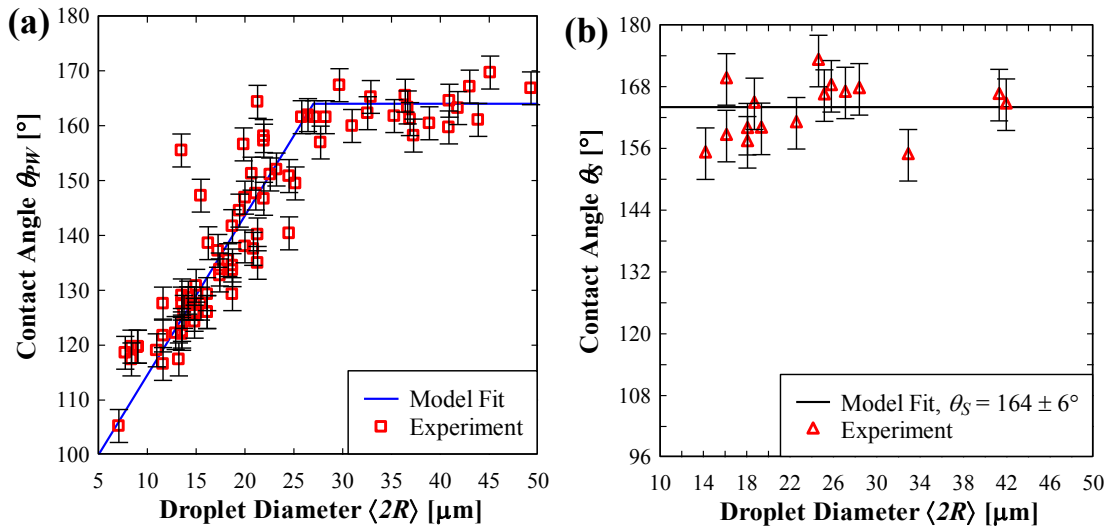 (a)
180
170
160
150
140
130
120
110
100
Contact Angle θPW [°]
5 10 15 20 25 30 35 40 45 50
Droplet Diameter ⟨2R⟩ [μm]
Model Fit
Experiment
(b)
180
168
156
144
132
120
108
96
Contact Angle θS [°]
10 14 18 22 26 30 34 38 42 46 50
Droplet Diameter ⟨2R⟩ [μm]
Model Fit, θS = 164 ± 6°
Experiment